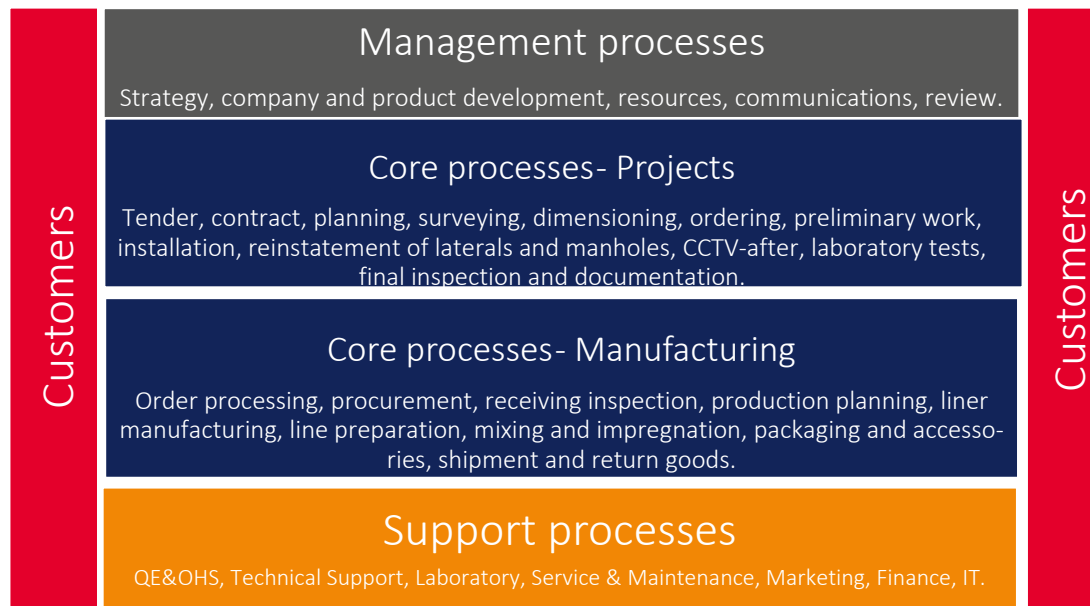 Customers
Management processes
Strategy, company and product development, resources, communications, review.
Core processes- Projects
Tender, contract, planning, surveying, dimensioning, ordering, preliminary work,
installation, reinstatement of laterals and manholes, CCTV-after, laboratory tests,
final inspection and documentation.
Core processes- Manufacturing
Order processing, procurement, receiving inspection, production planning, liner
manufacturing, line preparation, mixing and impregnation, packaging and accesso-
ries, shipment and return goods.
Support processes
QE&OHS, Technical Support, Laboratory, Service & Maintenance, Marketing, Finance, IT.
Customers